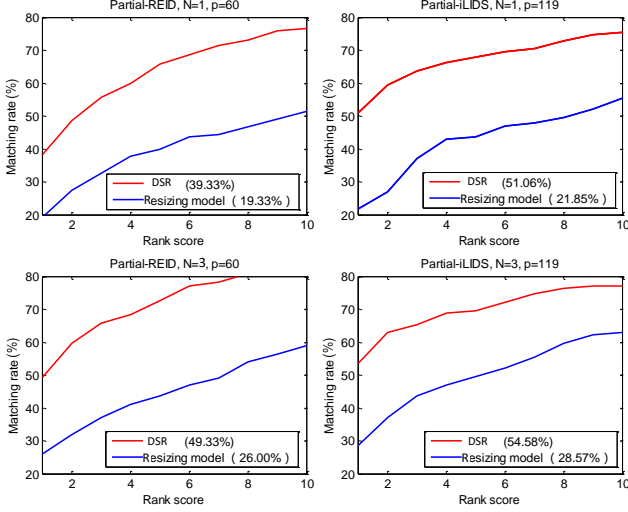 Partial-REID, N=1, p=60
80
70
60
50
40
30
20
Matching rate (%)
DSR (39.33%)
Resizing model ( 19.33% )
2 4 6 8 10
Rank score
Partial-iLIDS, N=1, p=119
80
70
60
50
40
30
20
Matching rate (%)
DSR (51.06%)
Resizing model ( 21.85% )
2 4 6 8 10
Rank score
Partial-REID, N=3, p=60
80
70
60
50
40
30
20
Matching rate (%)
DSR (49.33%)
Resizing model ( 26.00% )
2 4 6 8 10
Rank score
Partial-iLIDS, N=3, p=119
80
70
60
50
40
30
20
Matching rate (%)
DSR (54.58%)
Resizing model ( 28.57% )
2 4 6 8 10
Rank score